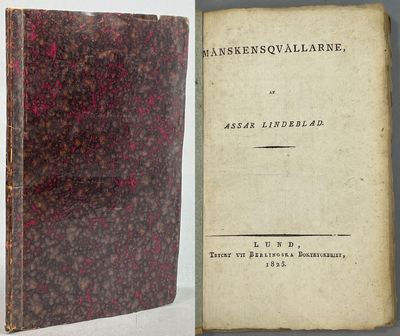 MÅNSKENSQVÄLLARNE,
AF
ASSAR LINDEBLAD.
LUND,
TRYCKT UTI BERLINGSKA BOKTRYCKERIET,
1825.